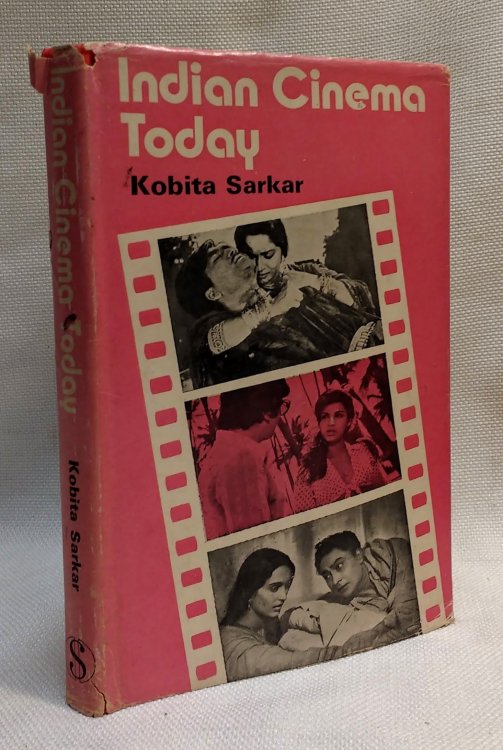 Indian Cinema
Today
Kobita Sarkar
Indian Cinema Today
Kobita Sarkar
S